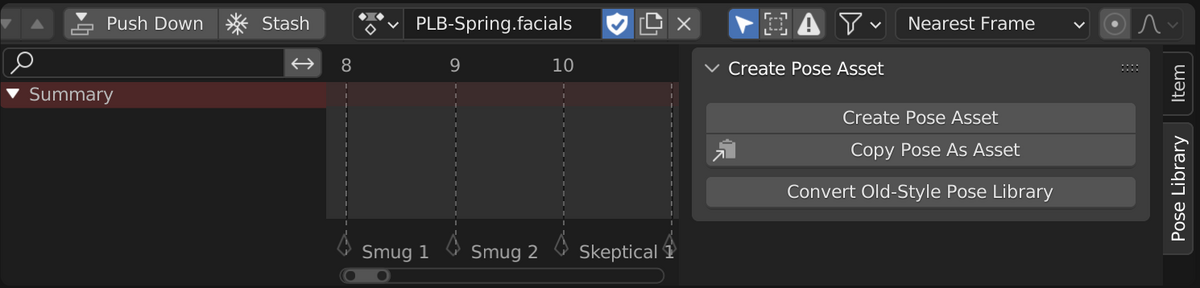 Push Down Stash PLB-Spring.facials Nearest Frame
8 9 10
Summary
Smug 1 Smug 2 Skeptical 1
Create Pose Asset
Create Pose Asset
Copy Pose As Asset
Convert Old-Style Pose Library
Item
Pose Library